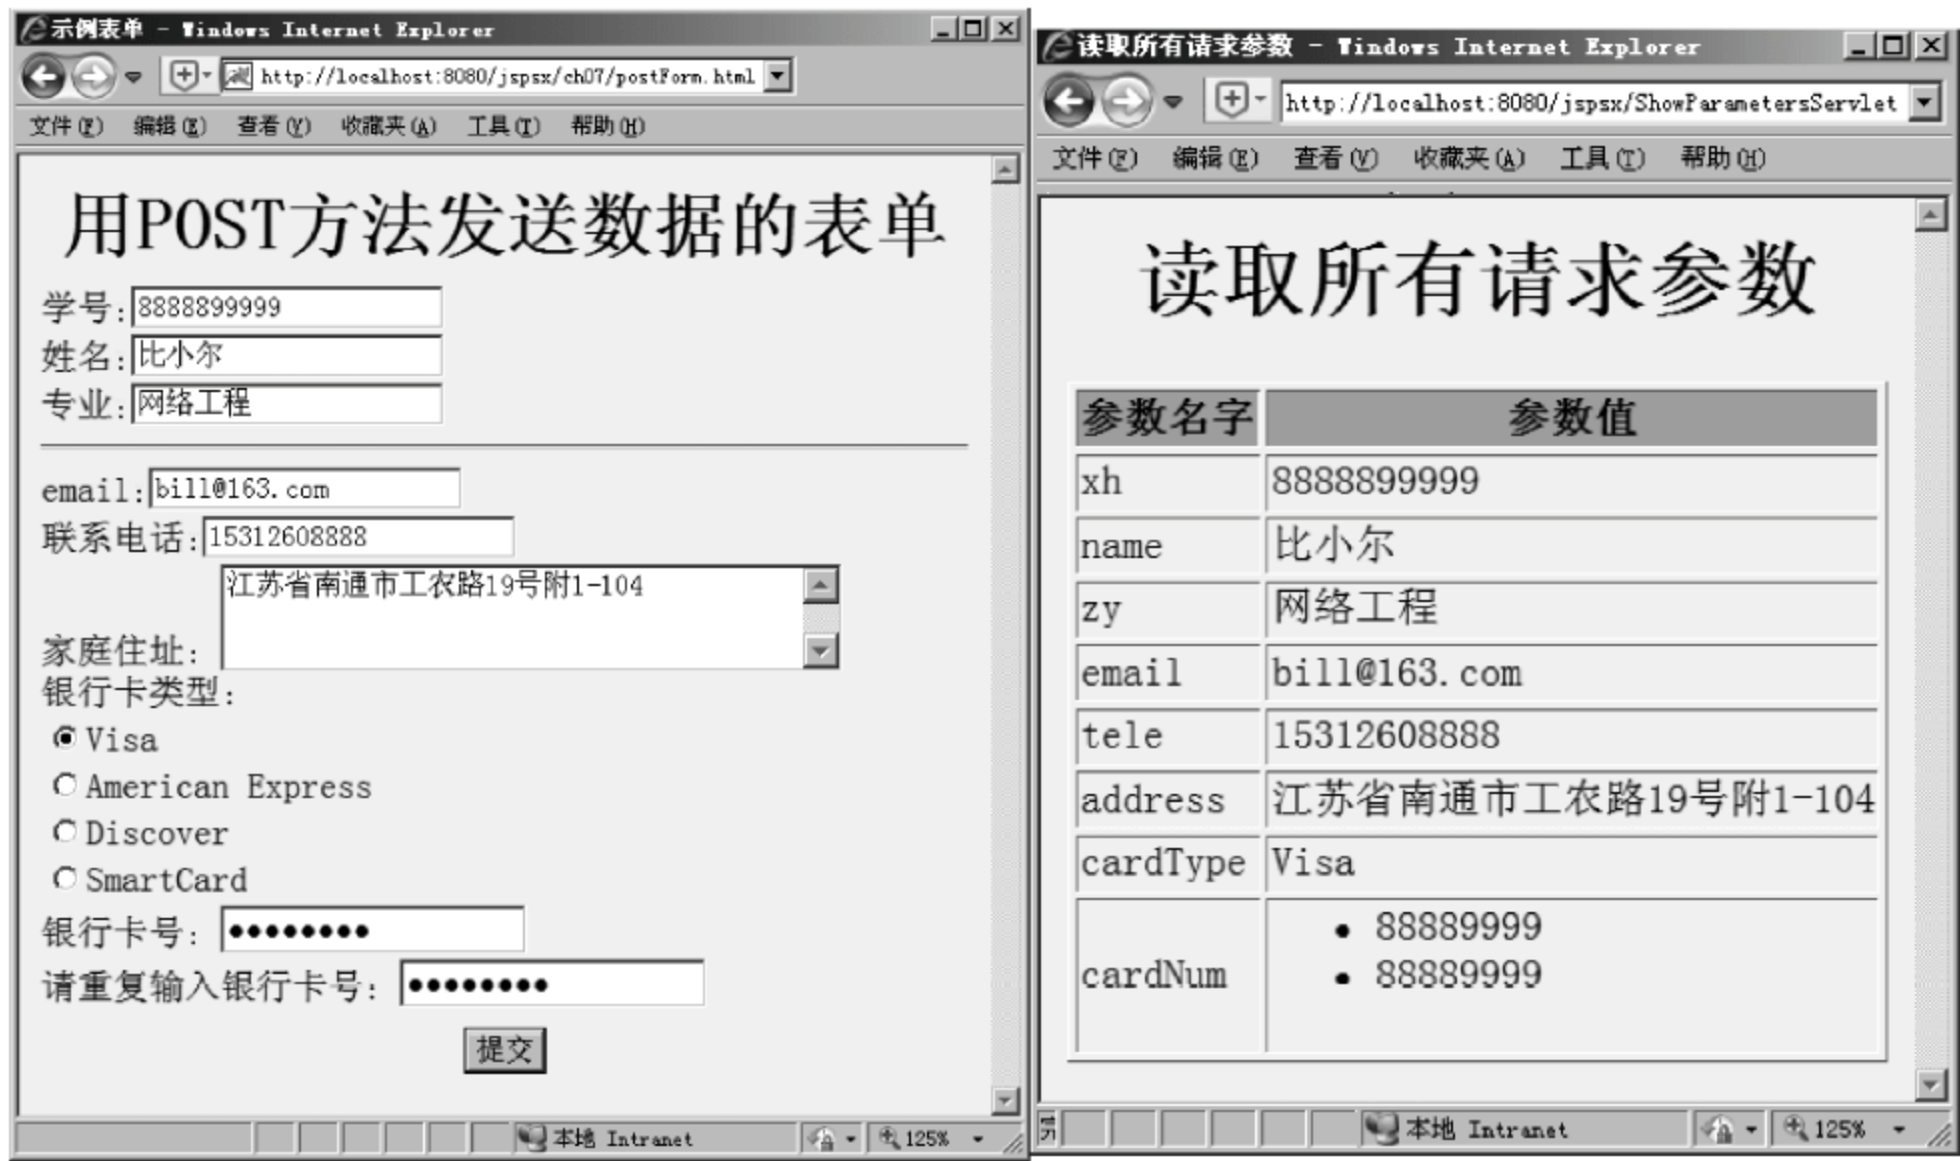 示例表单 - Windows Internet Explorer
http://localhost:8080/jspsx/ch07/postForm.html
文件(F) 编辑(E) 查看(V) 收藏夹(A) 工具(T) 帮助(H)
用POST方法发送数据的表单
学号:8888899999
姓名:比小尔
专业:网络工程
email:bill@163.com
联系电话:15312608888
家庭住址: 江苏省南通市工农路19号附1-104
银行卡类型:
Visa
American Express
Discover
SmartCard
银行卡号: ●●●●●●●●
请重复输入银行卡号: ●●●●●●●●
提交
本地 Intranet 125%
读取所有请求参数 - Windows Internet Explorer
http://localhost:8080/jspsx/ShowParametersServlet
文件(F) 编辑(E) 查看(V) 收藏夹(A) 工具(T) 帮助(H)
读取所有请求参数
参数名字 参数值
xh 8888899999
name 比小尔
zy 网络工程
email bill@163.com
tele 15312608888
address 江苏省南通市工农路19号附1-104
cardType Visa
cardNum
• 88889999
• 88889999
本地 Intranet 125%